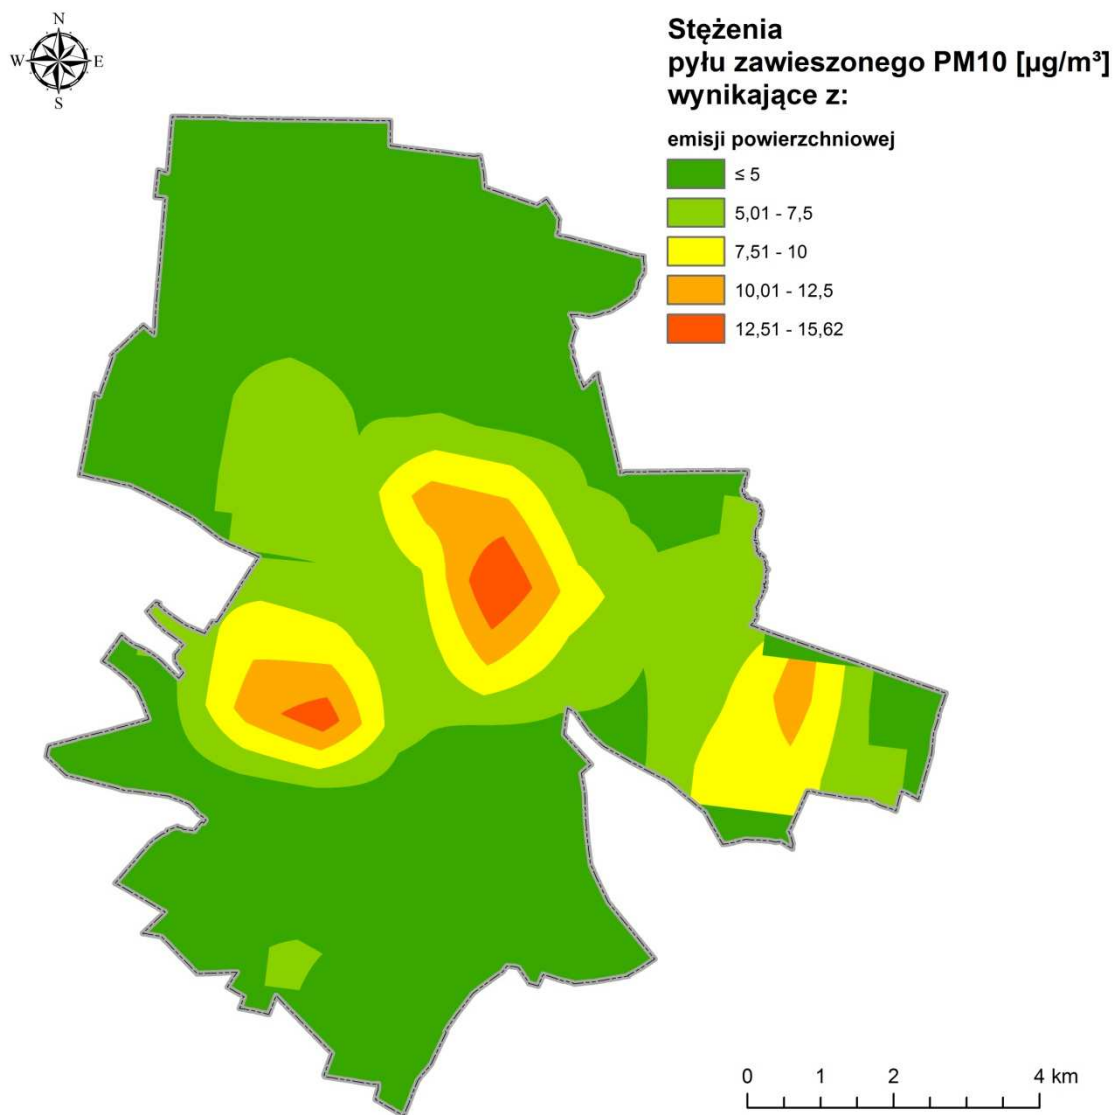 N
W E
S
Stężenia
pyłu zawieszonego PM10 [µg/m³]
wynikające z:
emisji powierzchniowej
≤ 5
5,01 - 7,5
7,51 - 10
10,01 - 12,5
12,51 - 15,62
0 1 2 4 km